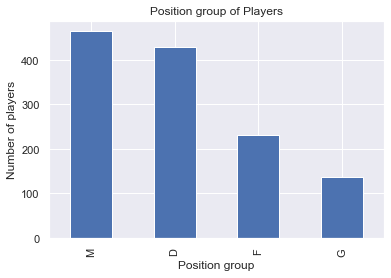 Position group of Players
Number of players
400
300
200
100
0
M D F G
Position group